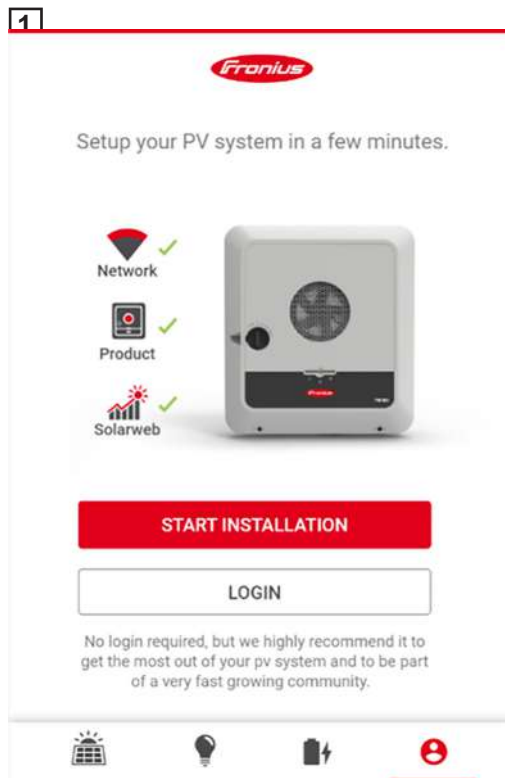 1
Fronius
Setup your PV system in a few minutes.
Network
Product
Solarweb
Fronius
START INSTALLATION
LOGIN
No login required, but we highly recommend it to
get the most out of your pv system and to be part
of a very fast growing community.